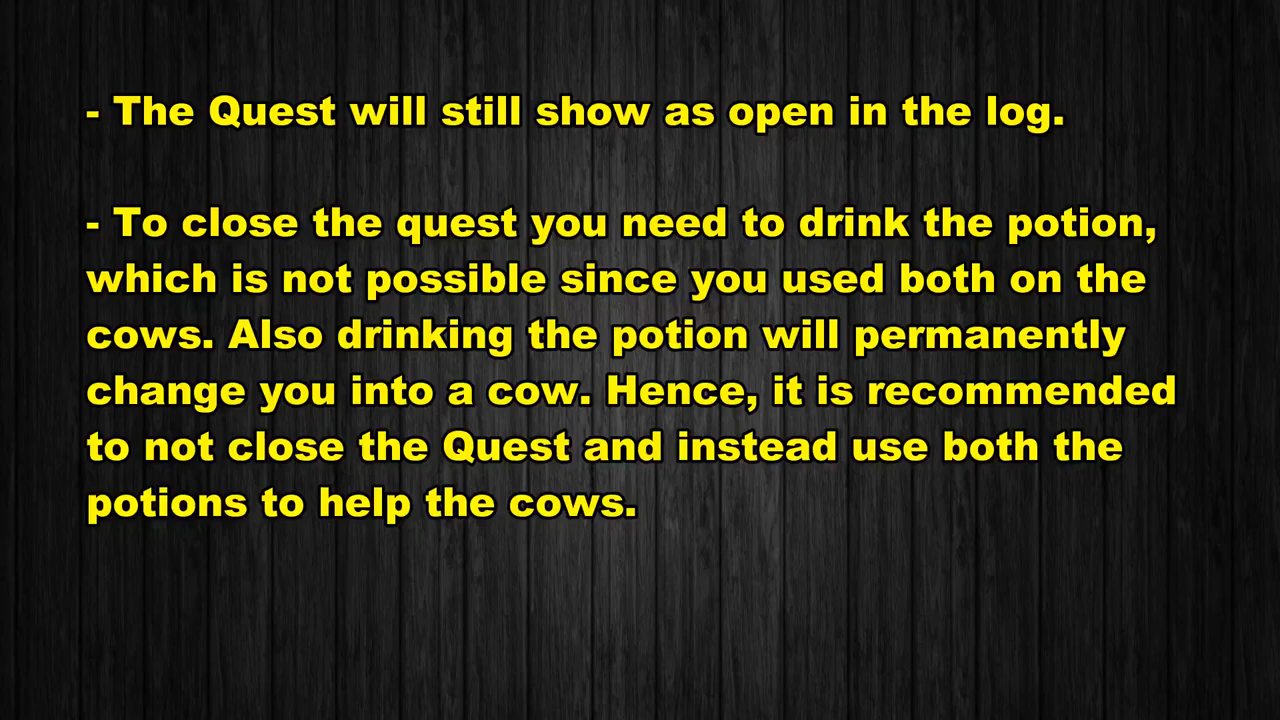 - The Quest will still show as open in the log.
- To close the quest you need to drink the potion,
which is not possible since you used both on the
cows. Also drinking the potion will permanently
change you into a cow. Hence, it is recommended
to not close the Quest and instead use both the
potions to help the cows.